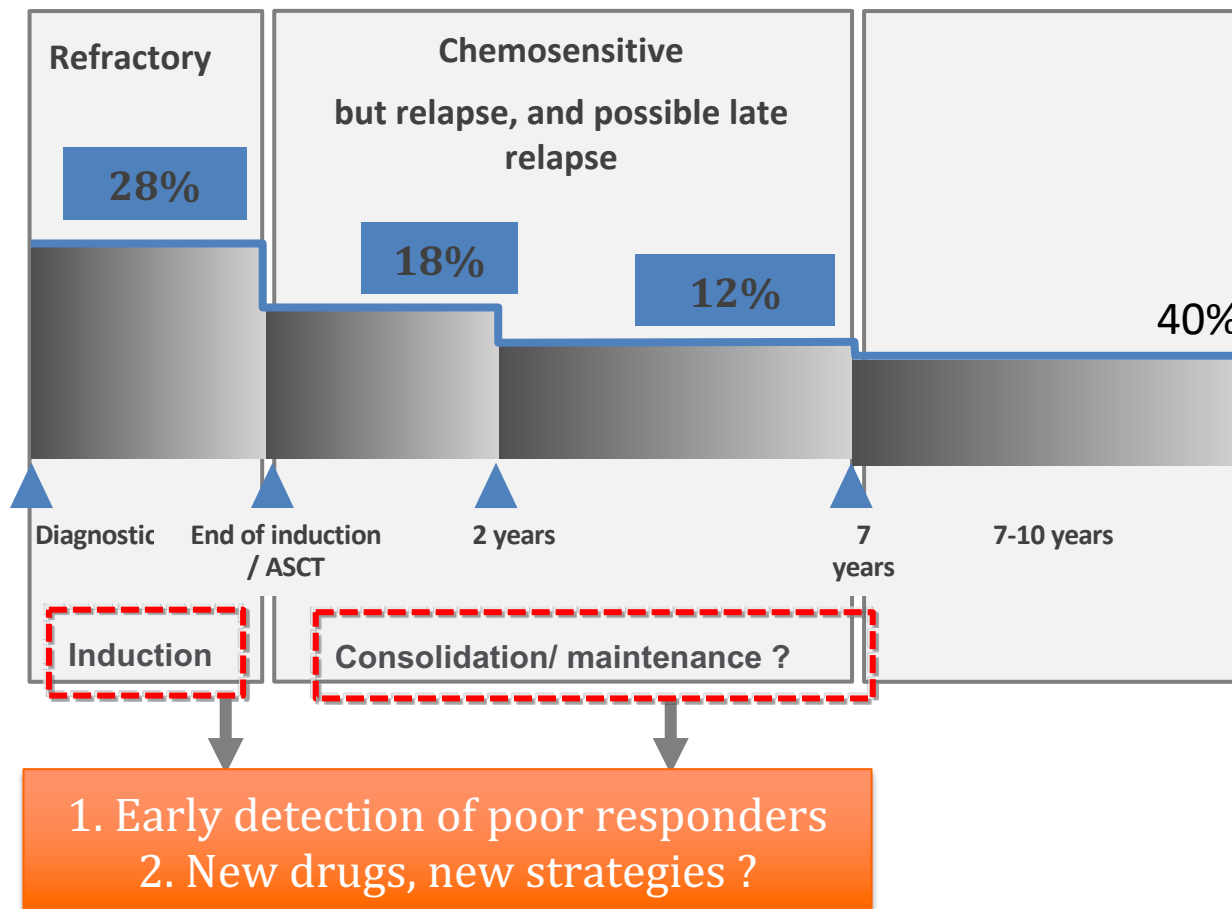 Refractory
Chemosensitive
but relapse, and possible late
relapse
28%
18%
12%
40%
Diagnostic
End of induction
/ ASCT
2 years
7
years
7-10 years
Induction
Consolidation/ maintenance ?
1. Early detection of poor responders
2. New drugs, new strategies ?